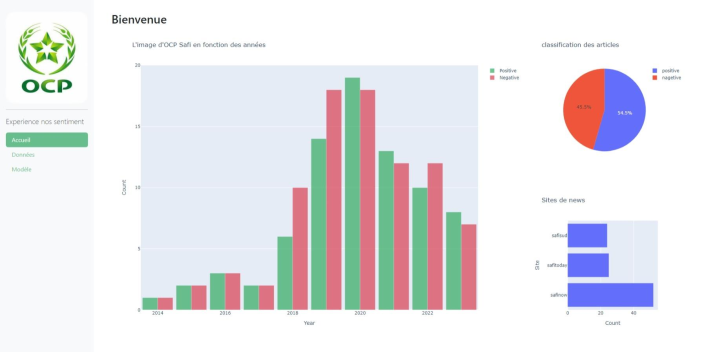 Bienvenue
OCP
Experience nos sentiment
Accueil
Données
Modèle
L'image d'OCP Safi en fonction des années
Positive
Negative
Count
20
15
10
5
0
2014 2016 2018 2020 2022
Year
classification des articles
positive
nagetive
45.5%
54.5%
Sites de news
Site
safisud
safitoday
safinow
0 20 40
Count